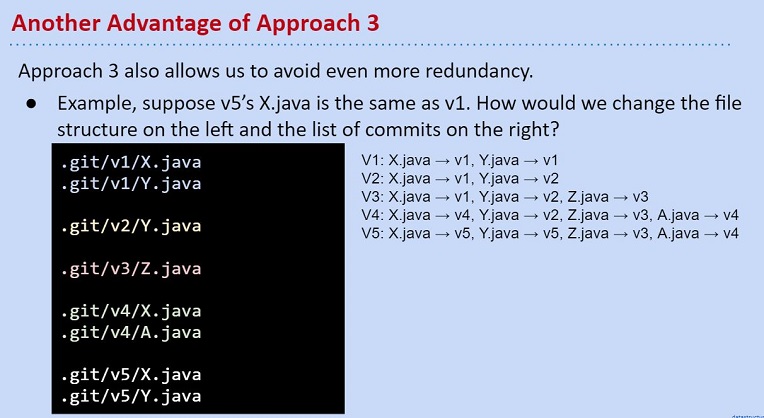 Another Advantage of Approach 3
Approach 3 also allows us to avoid even more redundancy.
● Example, suppose v5’s X.java is the same as v1. How would we change the file
structure on the left and the list of commits on the right?
.git/v1/X.java
.git/v1/Y.java
.git/v2/Y.java
.git/v3/Z.java
.git/v4/X.java
.git/v4/A.java
.git/v5/X.java
.git/v5/Y.java
V1: X.java → v1, Y.java → v1
V2: X.java → v1, Y.java → v2
V3: X.java → v1, Y.java → v2, Z.java → v3
V4: X.java → v4, Y.java → v2, Z.java → v3, A.java → v4
V5: X.java → v5, Y.java → v5, Z.java → v3, A.java → v4